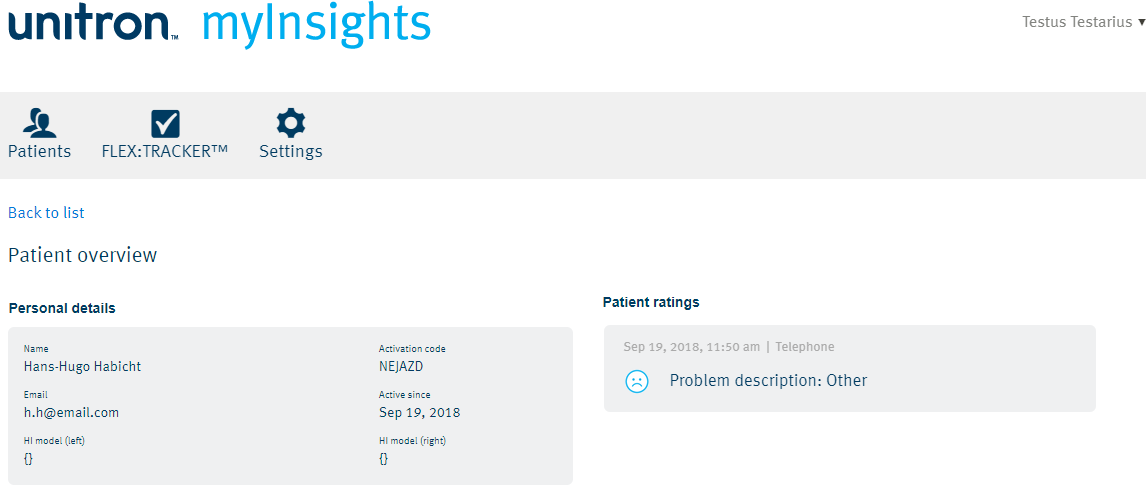 unitron™ myInsights
Testus Testarius ▼
Patients
FLEX:TRACKER™
Settings
Back to list
Patient overview
Personal details
Name
Hans-Hugo Habicht
Activation code
NEJAZD
Email
h.h@email.com
Active since
Sep 19, 2018
HI model (left)
{}
HI model (right)
{}
Patient ratings
Sep 19, 2018, 11:50 am | Telephone
Problem description: Other